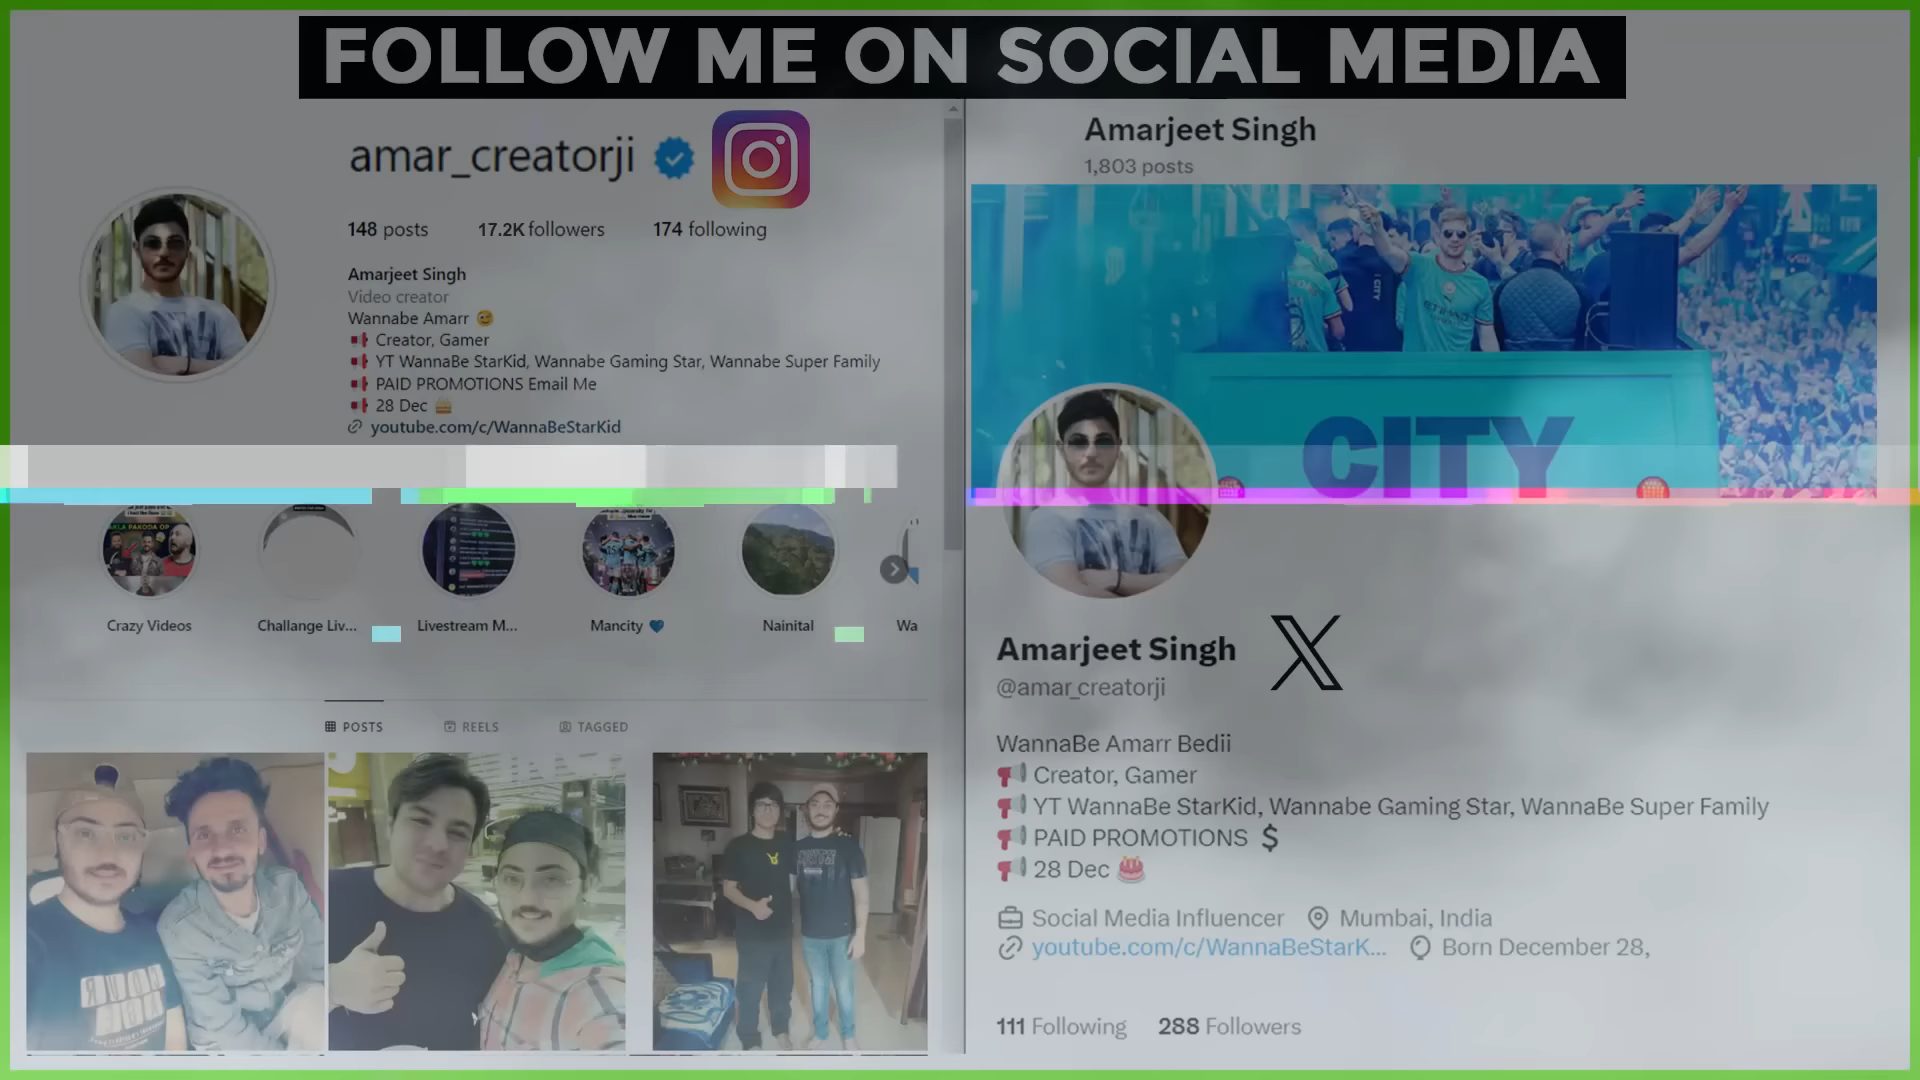 FOLLOW ME ON SOCIAL MEDIA
amar_creatorji
148 posts 17.2K followers 174 following
Amarjeet Singh
Video creator
Wannabe Amarr 😉
Creator, Gamer
YT WannaBe StarKid, Wannabe Gaming Star, Wannabe Super Family
PAID PROMOTIONS Email Me
28 Dec
youtube.com/c/WannaBeStarKid
Crazy Videos Challange Liv... Livestream M... Mancity 💙 Nainital Wa
POSTS REELS TAGGED
Amarjeet Singh
1,803 posts
CITY
CITY
Amarjeet Singh
@amar_creatorji
WannaBe Amarr Bedii
Creator, Gamer
YT WannaBe StarKid, Wannabe Gaming Star, WannaBe Super Family
PAID PROMOTIONS $
28 Dec
Social Media Influencer Mumbai, India
youtube.com/c/WannaBeStarK... Born December 28,
111 Following 288 Followers